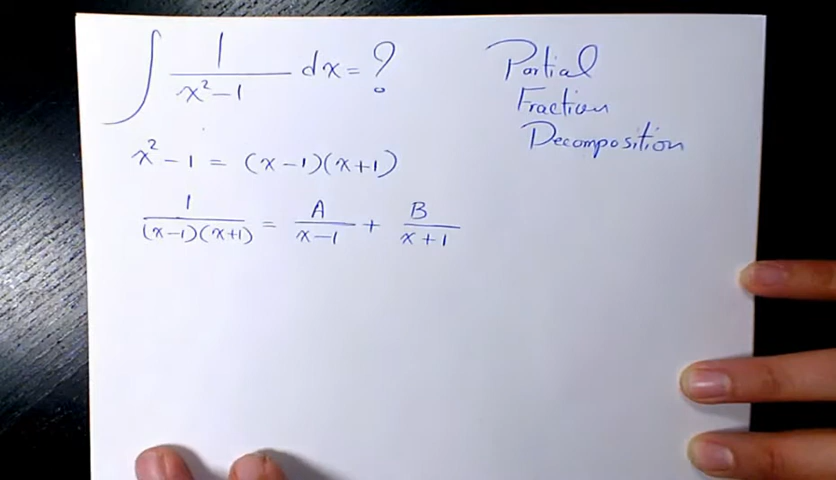 ∫ 1/(x²-1) dx = ?
Partial
Fraction
Decomposition
x² - 1 = (x-1)(x+1)
1/((x-1)(x+1)) = A/(x-1) + B/(x+1)